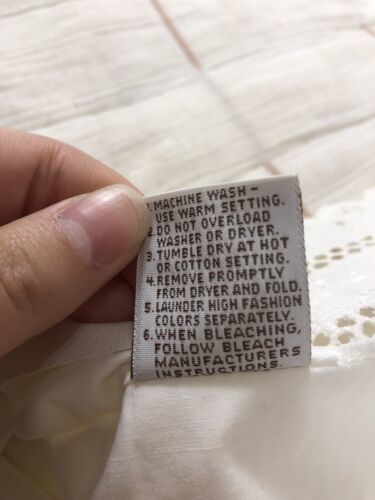 1. MACHINE WASH -
USE WARM SETTING.
2. DO NOT OVERLOAD
WASHER OR DRYER.
3. TUMBLE DRY AT HOT
OR COTTON SETTING.
4. REMOVE PROMPTLY
FROM DRYER AND FOLD.
5. LAUNDER HIGH FASHION
COLORS SEPARATELY.
6. WHEN BLEACHING,
FOLLOW BLEACH
MANUFACTURERS
INSTRUCTIONS.